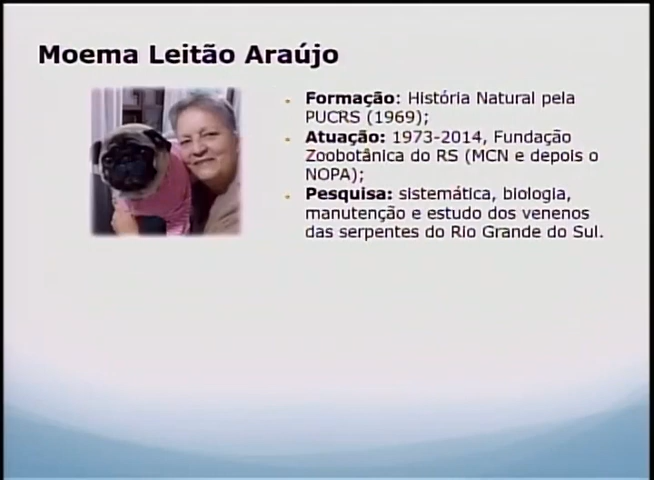 Moema Leitão Araújo
Formação: História Natural pela
PUCRS (1969);
Atuação: 1973-2014, Fundação
Zoobotânica do RS (MCN e depois o
NOPA);
Pesquisa: sistemática, biologia,
manutenção e estudo dos venenos
das serpentes do Rio Grande do Sul.